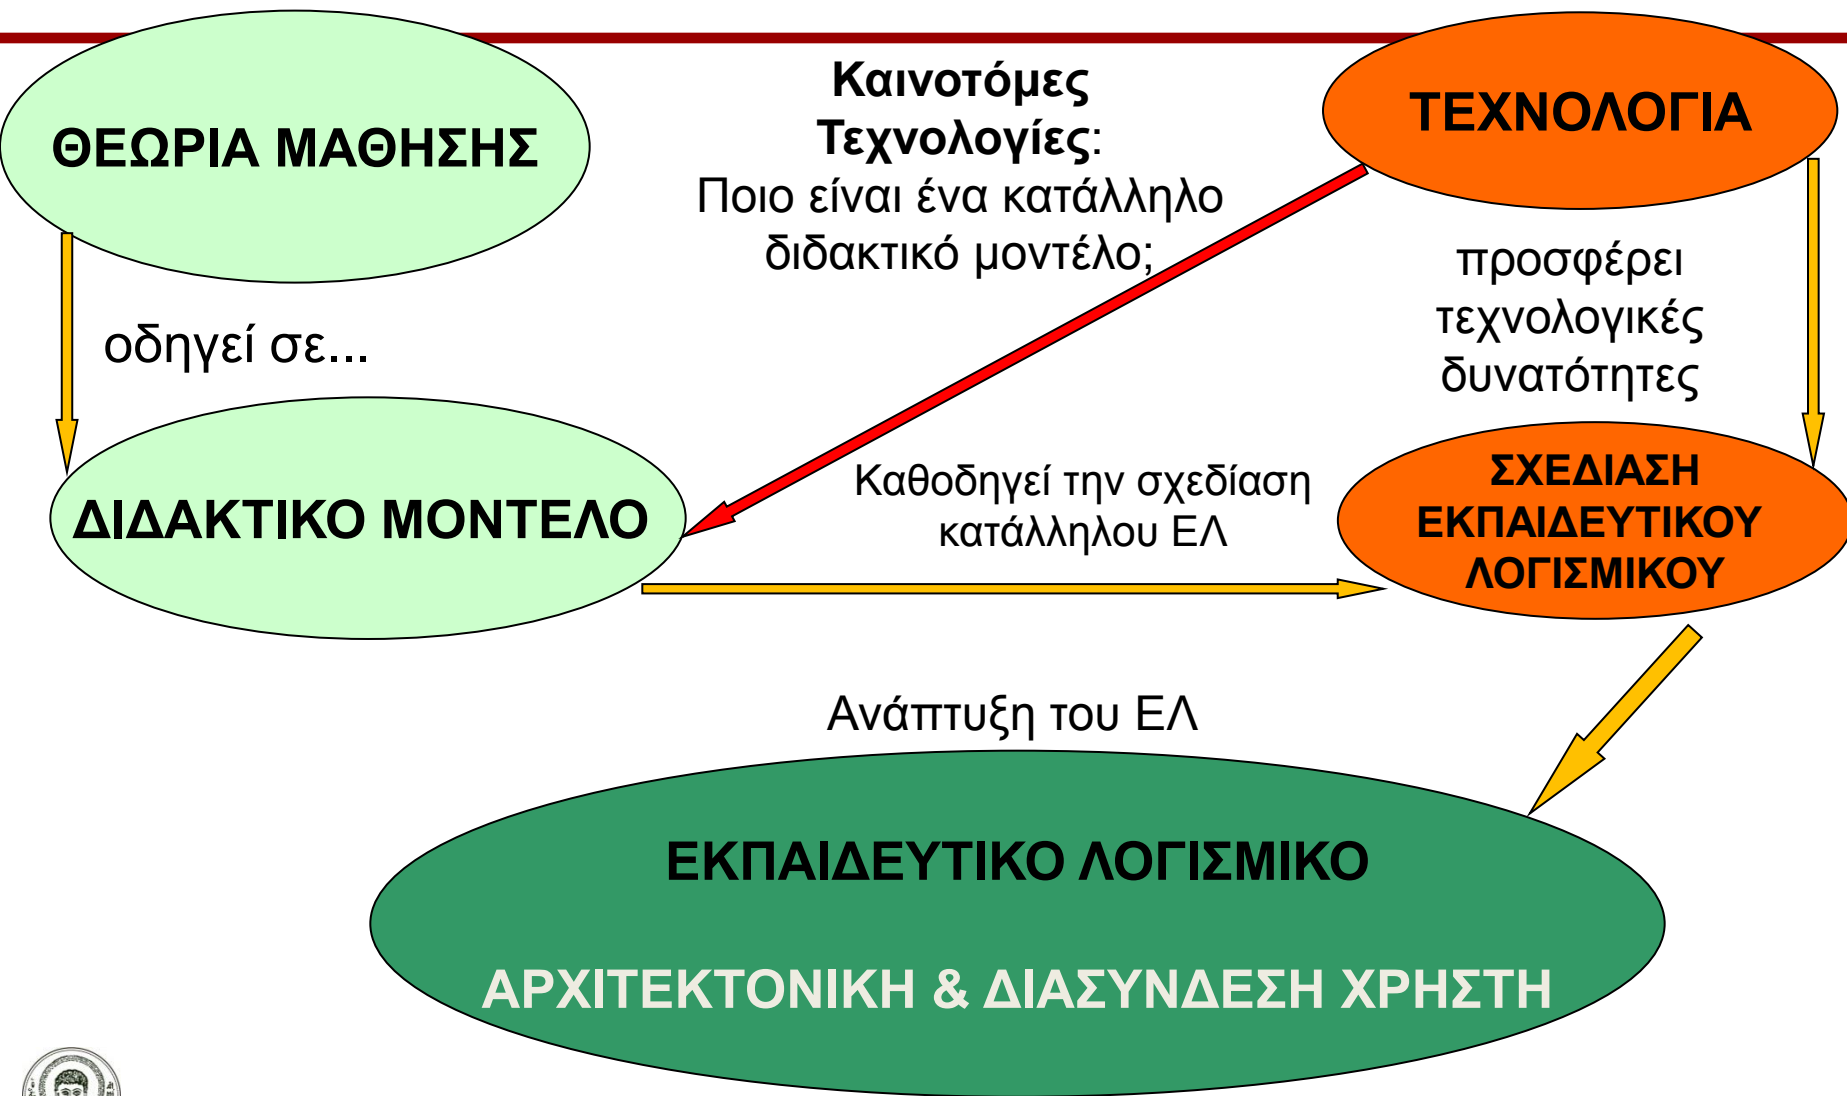 ΘΕΩΡΙΑ ΜΑΘΗΣΗΣ
Καινοτόμες
Τεχνολογίες:
Ποιο είναι ένα κατάλληλο
διδακτικό μοντέλο;
ΤΕΧΝΟΛΟΓΙΑ
οδηγεί σε...
προσφέρει
τεχνολογικές
δυνατότητες
ΔΙΔΑΚΤΙΚΟ ΜΟΝΤΕΛΟ
Καθοδηγεί την σχεδίαση
κατάλληλου ΕΛ
ΣΧΕΔΙΑΣΗ
ΕΚΠΑΙΔΕΥΤΙΚΟΥ
ΛΟΓΙΣΜΙΚΟΥ
Ανάπτυξη του ΕΛ
ΕΚΠΑΙΔΕΥΤΙΚΟ ΛΟΓΙΣΜΙΚΟ
ΑΡΧΙΤΕΚΤΟΝΙΚΗ & ΔΙΑΣΥΝΔΕΣΗ ΧΡΗΣΤΗ